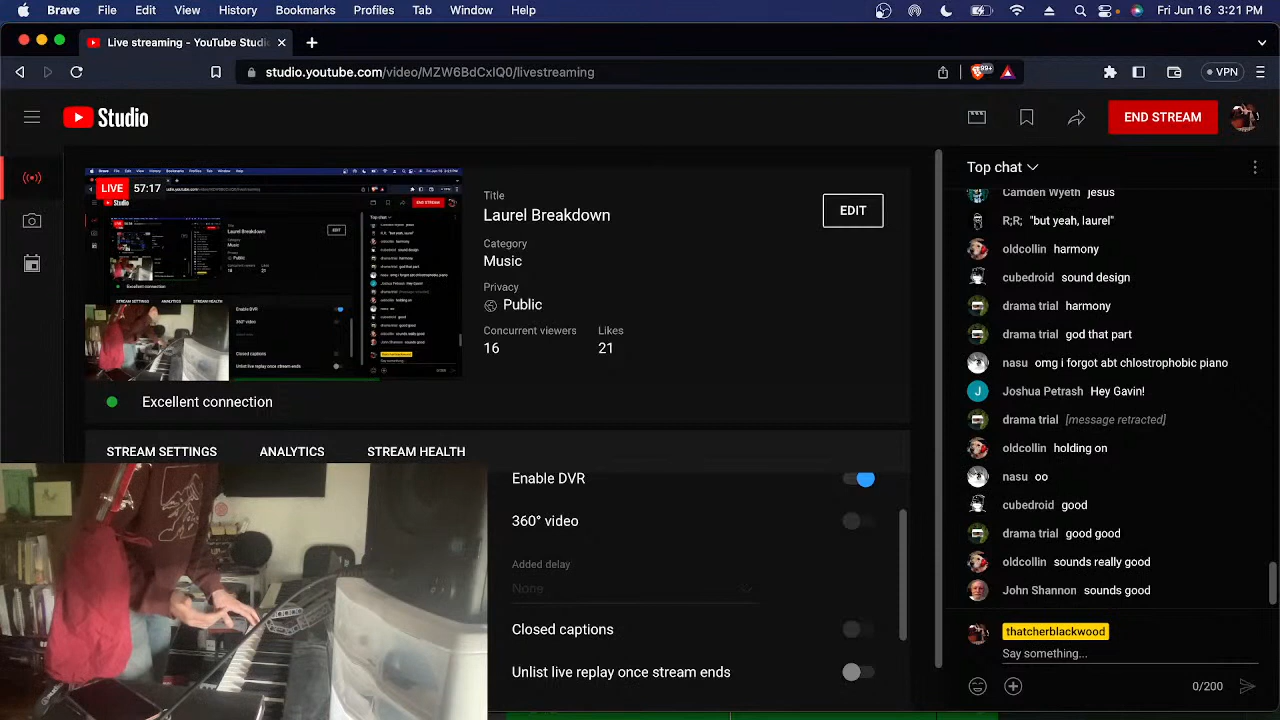 Brave File Edit View History Bookmarks Profiles Tab Window Help
Fri Jun 16 3:21 PM
Live streaming - YouTube Studi
studio.youtube.com/video/MZW6BdCxIQ0/livestreaming
99+
VPN
Studio
END STREAM
LIVE 57:17
Title
Laurel Breakdown
EDIT
Category
Music
Privacy
Public
Concurrent viewers Likes
16 21
Excellent connection
STREAM SETTINGS ANALYTICS STREAM HEALTH
Enable DVR
360° video
Added delay
None
Closed captions
Unlist live replay once stream ends
Top chat
Camden Wyeth jesus
R,R; "but yeah, laurel"
oldcollin harmony
cubedroid sound design
drama trial harmony
drama trial god that part
nasu omg i forgot abt chlostrophobic piano
Joshua Petrash Hey Gavin!
drama trial [message retracted]
oldcollin holding on
nasu oo
cubedroid good
drama trial good good
oldcollin sounds really good
John Shannon sounds good
thatcherblackwood
Say something...
0/200